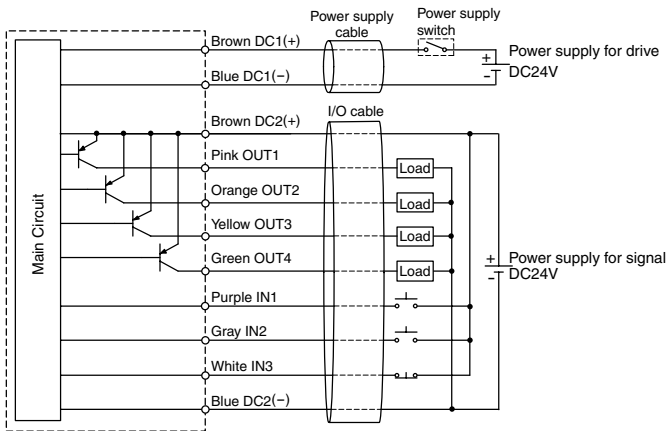 Power supply cable
Power supply switch
Brown DC1(+)
Blue DC1(−)
+
−
Power supply for drive
DC24V
I/O cable
Brown DC2(+)
Pink OUT1
Load
Orange OUT2
Load
Yellow OUT3
Load
Green OUT4
Load
Main Circuit
+
−
Power supply for signal
DC24V
Purple IN1
Gray IN2
White IN3
Blue DC2(−)